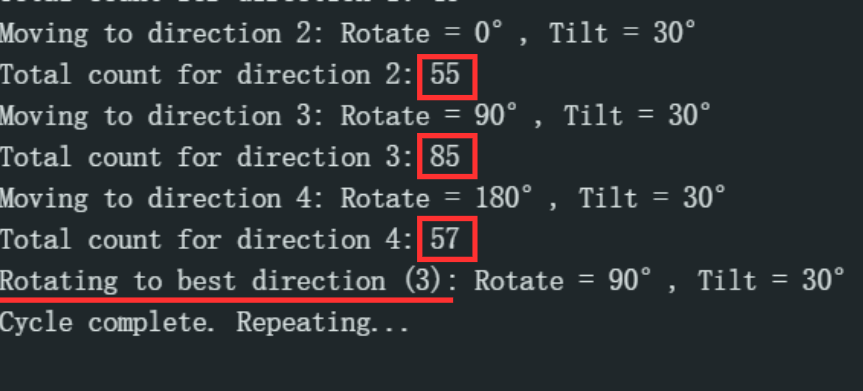 Moving to direction 2: Rotate = 0° , Tilt = 30°
Total count for direction 2: 55
Moving to direction 3: Rotate = 90° , Tilt = 30°
Total count for direction 3: 85
Moving to direction 4: Rotate = 180° , Tilt = 30°
Total count for direction 4: 57
Rotating to best direction (3): Rotate = 90° , Tilt = 30°
Cycle complete. Repeating...